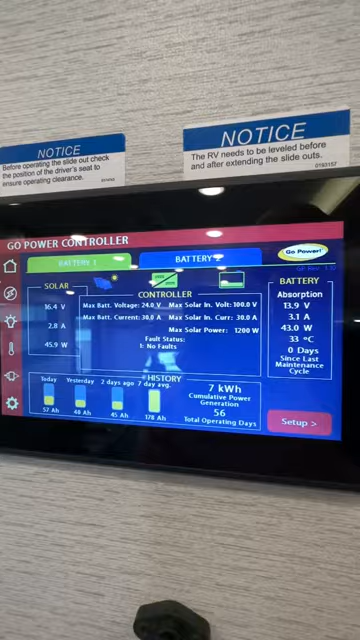 NOTICE
Before operating the slide out check
the position of the driver's seat to
ensure operating clearance.
NOTICE
The RV needs to be leveled before
and after extending the slide outs.
0193157
GO POWER CONTROLLER
BATTERY 1
BATTERY 2
Go Power!
SOLAR
16.4 V
2.8 A
45.9 W
CONTROLLER
Max Batt. Voltage: 24.0 V Max Solar In. Volt: 100.0 V
Max Batt. Current: 30.0 A Max Solar In. Curr: 30.0 A
Max Solar Power: 1200 W
Fault Status:
1: No Faults
BATTERY
Absorption
13.9 V
3.1 A
43.0 W
33 °C
0 Days
Since Last
Maintenance
Cycle
HISTORY
Today Yesterday 2 days ago 7 day avg.
57 Ah 48 Ah 45 Ah 178 Ah
7 kWh
Cumulative Power
Generation
56
Total Operating Days
Setup >